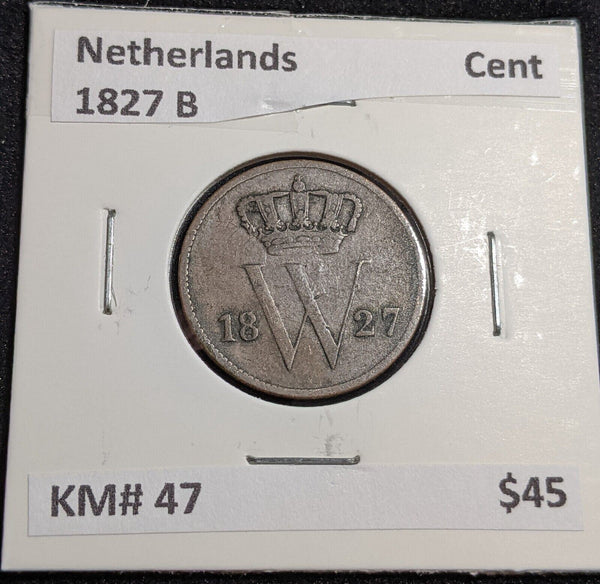 Netherlands Cent
1827 B
18 W 27
KM# 47 $45